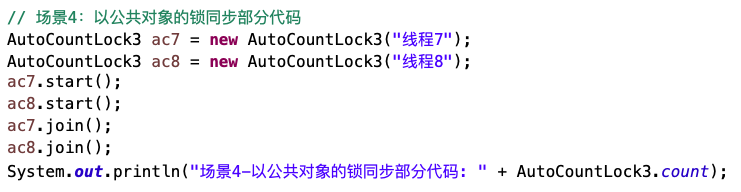 // 场景4：以公共对象的锁同步部分代码
AutoCountLock3 ac7 = new AutoCountLock3("线程7");
AutoCountLock3 ac8 = new AutoCountLock3("线程8");
ac7.start();
ac8.start();
ac7.join();
ac8.join();
System.out.println("场景4-以公共对象的锁同步部分代码: " + AutoCountLock3.count);